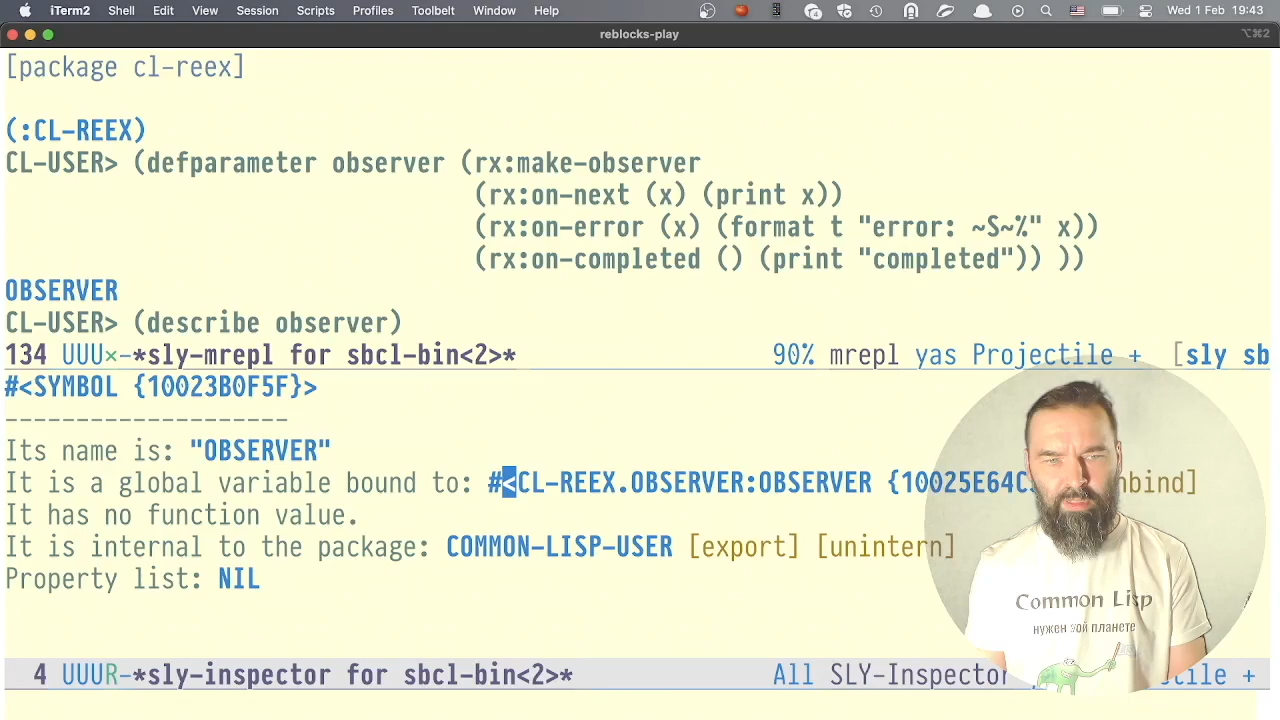 iTerm2 Shell Edit View Session Scripts Profiles Toolbelt Window Help Wed 1 Feb 19:43
reblocks-play ⌥⌘2
[package cl-reex]
(:CL-REEX)
CL-USER> (defparameter observer (rx:make-observer
(rx:on-next (x) (print x))
(rx:on-error (x) (format t "error: ~S~%" x))
(rx:on-completed () (print "completed")) ))
OBSERVER
CL-USER> (describe observer)
134 UUU×-*sly-mrepl for sbcl-bin<2>* 90% mrepl yas Projectile + [sly sb
#<SYMBOL {10023B0F5F}>
--------------------
Its name is: "OBSERVER"
It is a global variable bound to: #<CL-REEX.OBSERVER:OBSERVER {10025E64C nbind]
It has no function value.
It is internal to the package: COMMON-LISP-USER [export] [unintern]
Property list: NIL
Common Lisp
нужен этой планете
4 UUUR-*sly-inspector for sbcl-bin<2>* All SLY-Inspector tile +